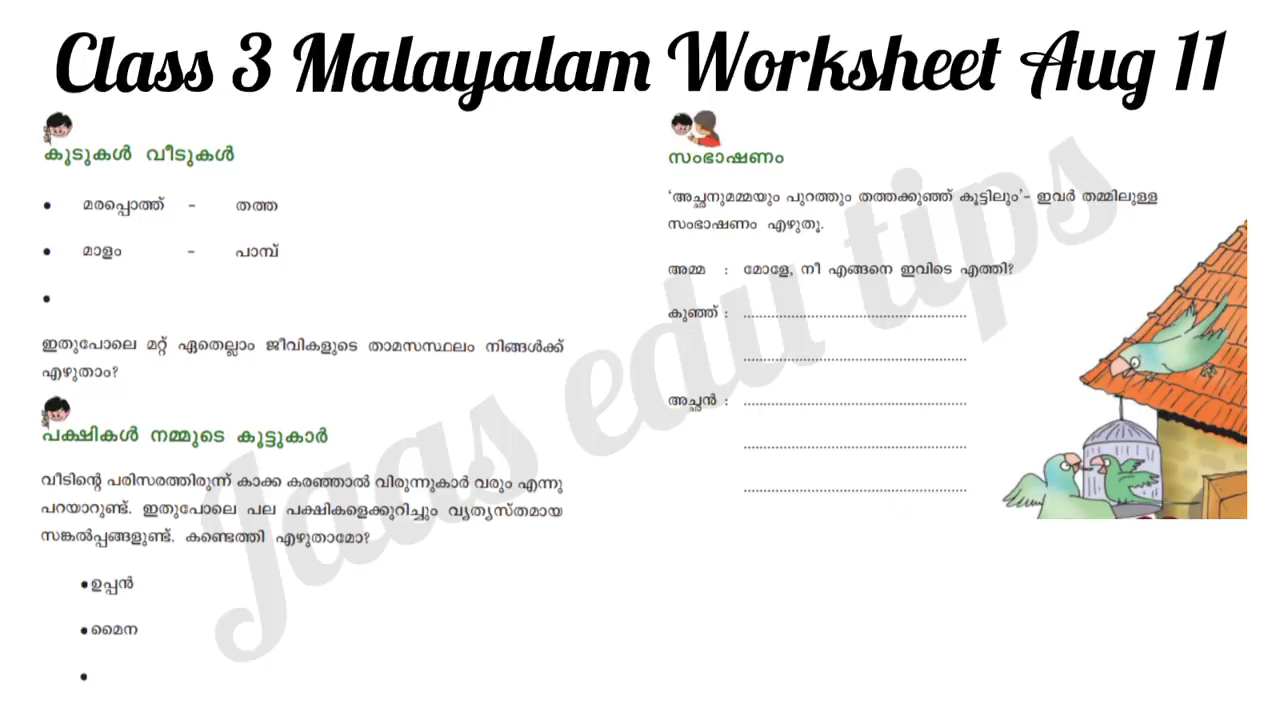 Class 3 Malayalam Worksheet Aug 11
കൂടുകൾ വീടുകൾ
• മരപ്പൊത്ത് – തത്ത
• മാളം – പാമ്പ്
•
ഇതുപോലെ മറ്റ് ഏതെല്ലാം ജീവികളുടെ താമസസ്ഥലം നിങ്ങൾക്ക്
എഴുതാം?
പക്ഷികൾ നമ്മുടെ കൂട്ടുകാർ
വീടിന്റെ പരിസരത്തിരുന്ന് കാക്ക കരഞ്ഞാൽ വിരുന്നുകാർ വരും എന്നു
പറയാറുണ്ട്. ഇതുപോലെ പല പക്ഷികളെക്കുറിച്ചും വ്യത്യസ്തമായ
സങ്കൽപ്പങ്ങളുണ്ട്. കണ്ടെത്തി എഴുതാമോ?
• ഉപ്പൻ
• മൈന
•
സംഭാഷണം
'അച്ഛനുമമ്മയും പുറത്തും തത്തക്കുഞ്ഞ് കൂട്ടിലും'– ഇവർ തമ്മിലുള്ള
സംഭാഷണം എഴുതൂ.
അമ്മ : മോളേ, നീ എങ്ങനെ ഇവിടെ എത്തി?
കുഞ്ഞ് : ......................................................
......................................................
അച്ഛൻ : ......................................................
......................................................
......................................................
Jaas edu tips